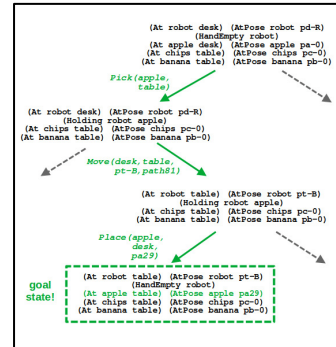 (At robot desk) (AtPose robot pd-R)
(HandEmpty robot)
(At apple desk) (AtPose apple pa-0)
(At chips table) (AtPose chips pc-0)
(At banana table) (AtPose banana pb-0)
Pick(apple,
table)
(At robot desk) (AtPose robot pd-R)
(Holding robot apple)
(At chips table) (AtPose chips pc-0)
(At banana table) (AtPose banana pb-0)
Move(desk,table,
pt-B,path81)
(At robot table) (AtPose robot pt-B)
(Holding robot apple)
(At chips table) (AtPose chips pc-0)
(At banana table) (AtPose banana pb-0)
Place(apple,
desk,
pa29)
goal
state!
(At robot table) (AtPose robot pt-B)
(HandEmpty robot)
(At apple table) (AtPose apple pa29)
(At chips table) (AtPose chips pc-0)
(At banana table) (AtPose banana pb-0)